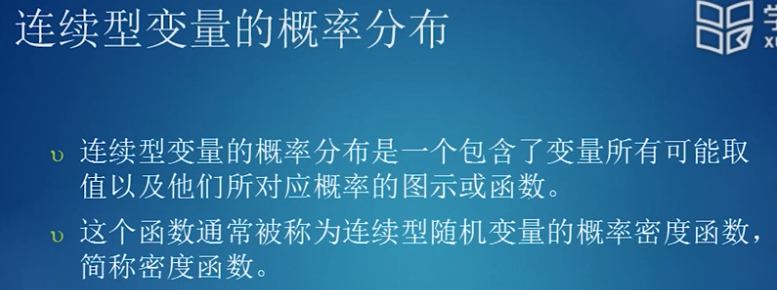 连续型变量的概率分布
连续型变量的概率分布是一个包含了变量所有可能取
值以及他们所对应概率的图示或函数。
这个函数通常被称为连续型随机变量的概率密度函数，
简称密度函数。